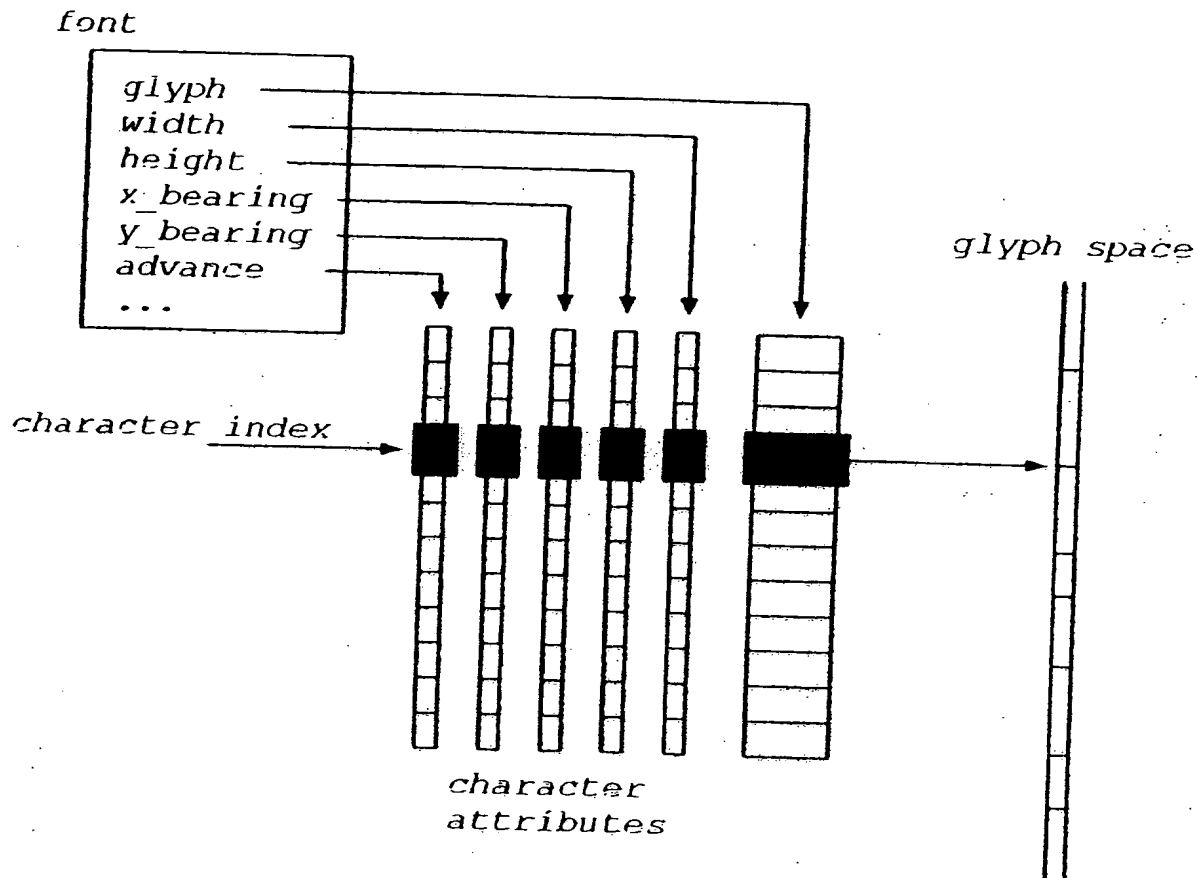 font
glyph
width
height
x_bearing
y_bearing
advance
...
glyph space
character index
character
attributes